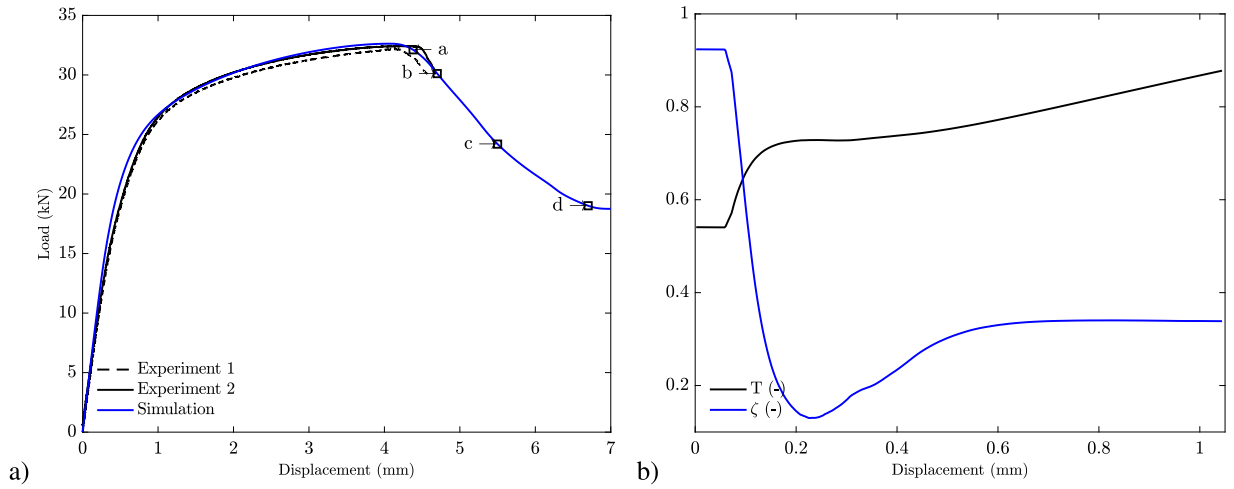 35
30
25
20
15
10
5
0
Load (kN)
a
b
c
d
Experiment 1
Experiment 2
Simulation
0 1 2 3 4 5 6 7
Displacement (mm)
a)
1
0.8
0.6
0.4
0.2
T (-)
ζ (-)
0 0.2 0.4 0.6 0.8 1
Displacement (mm)
b)